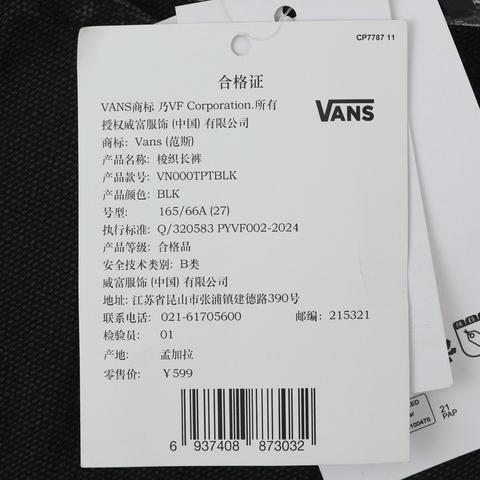 CP7787 11
合格证
VANS
VANS商标 乃VF Corporation.所有
授权威富服饰 (中国) 有限公司
商标: Vans (范斯)
产品名称: 梭织长裤
产品款号: VN000TPTBLK
产品颜色: BLK
号型: 165/66A (27)
执行标准: Q/320583 PYVF002-2024
产品等级: 合格品
安全技术类别: B类
威富服饰 (中国) 有限公司
地址: 江苏省昆山市张浦镇建德路390号
联系电话: 021-61705600 邮编: 215321
检验员: 01
产地: 孟加拉
零售价: ¥599
6 937408 873032
21
PAP
100470